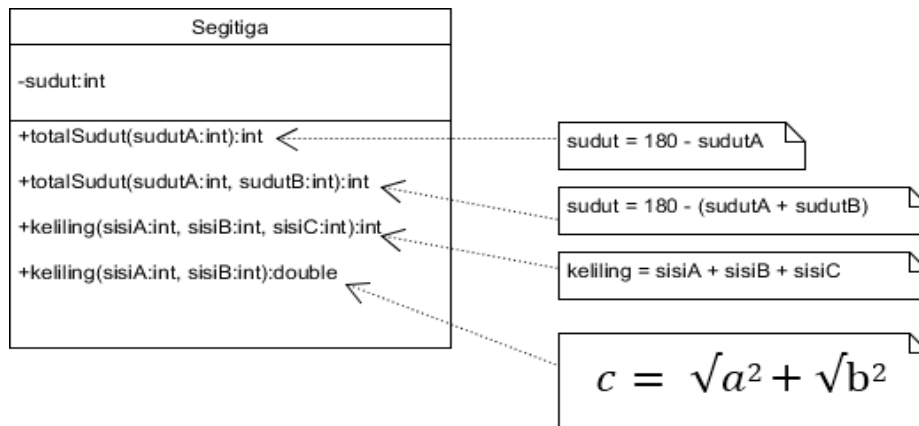 Segitiga
-sudut:int
+totalSudut(sudutA:int):int
+totalSudut(sudutA:int, sudutB:int):int
+keliling(sisiA:int, sisiB:int, sisiC:int):int
+keliling(sisiA:int, sisiB:int):double
sudut = 180 - sudutA
sudut = 180 - (sudutA + sudutB)
keliling = sisiA + sisiB + sisiC
c = √a² + √b²